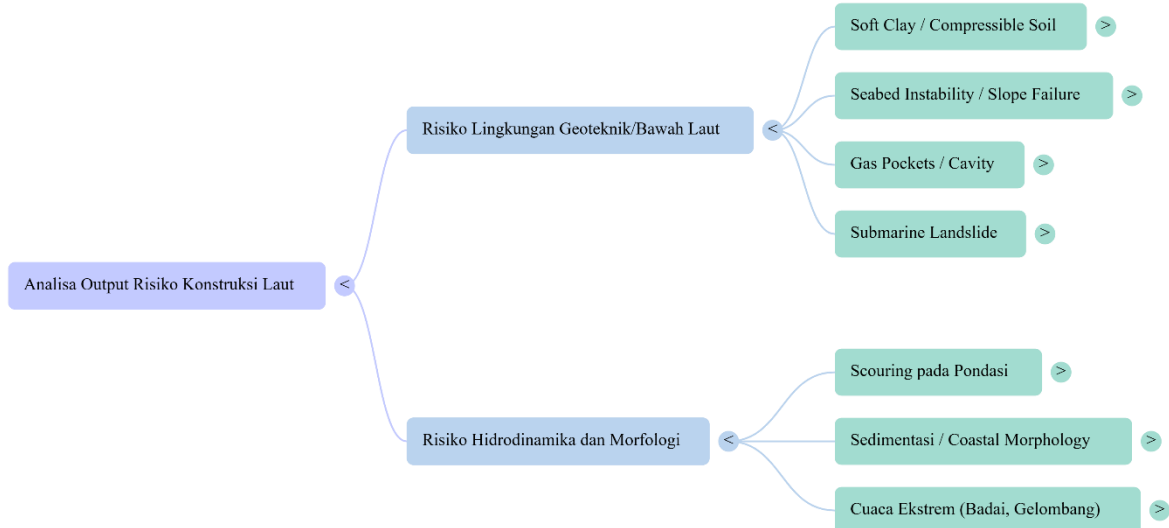 Analisa Output Risiko Konstruksi Laut <
Risiko Lingkungan Geoteknik/Bawah Laut <
Soft Clay / Compressible Soil >
Seabed Instability / Slope Failure >
Gas Pockets / Cavity >
Submarine Landslide >
Risiko Hidrodinamika dan Morfologi <
Scouring pada Pondasi >
Sedimentasi / Coastal Morphology >
Cuaca Ekstrem (Badai, Gelombang) >